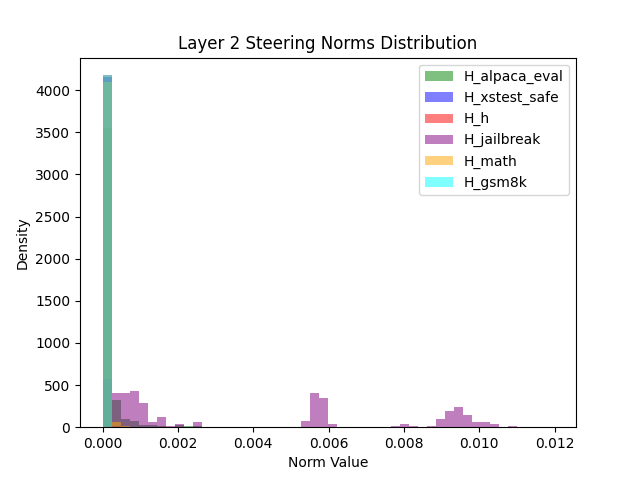 Layer 2 Steering Norms Distribution
H_alpaca_eval
H_xstest_safe
H_h
H_jailbreak
H_math
H_gsm8k
4000
3500
3000
2500
2000
1500
1000
500
0
Density
0.000 0.002 0.004 0.006 0.008 0.010 0.012
Norm Value